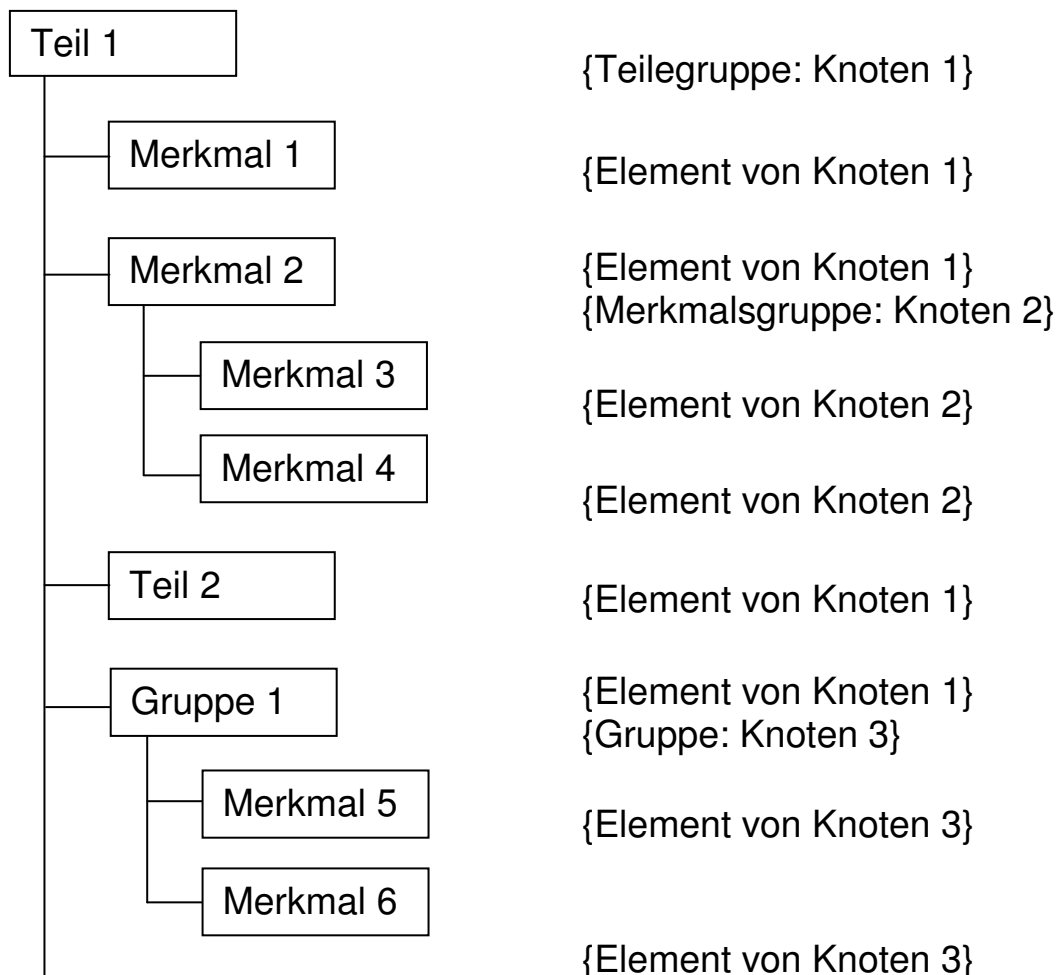 Teil 1
{Teilegruppe: Knoten 1}
Merkmal 1
{Element von Knoten 1}
Merkmal 2
{Element von Knoten 1}
{Merkmalsgruppe: Knoten 2}
Merkmal 3
{Element von Knoten 2}
Merkmal 4
{Element von Knoten 2}
Teil 2
{Element von Knoten 1}
Gruppe 1
{Element von Knoten 1}
{Gruppe: Knoten 3}
Merkmal 5
{Element von Knoten 3}
Merkmal 6
{Element von Knoten 3}